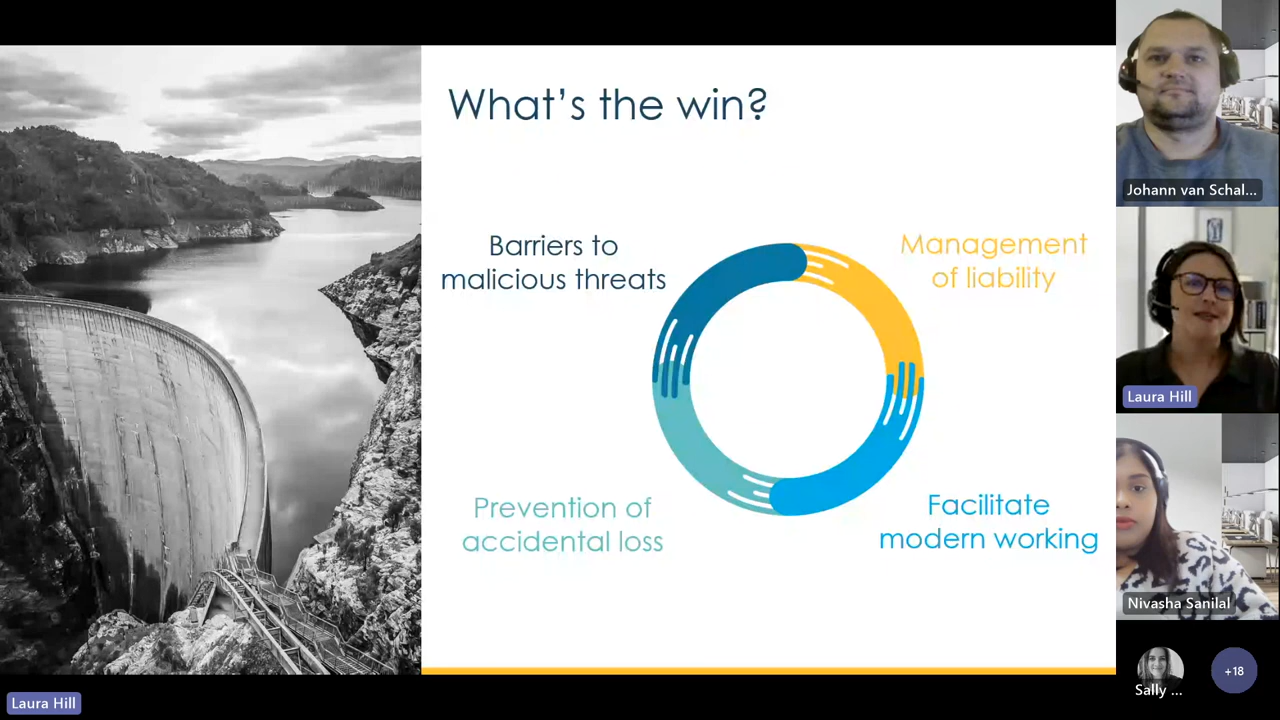 What's the win?
Barriers to
malicious threats
Management
of liability
Prevention of
accidental loss
Facilitate
modern working
Johann van Schal...
Laura Hill
Nivasha Sanilal
Sally ...
+18
Laura Hill